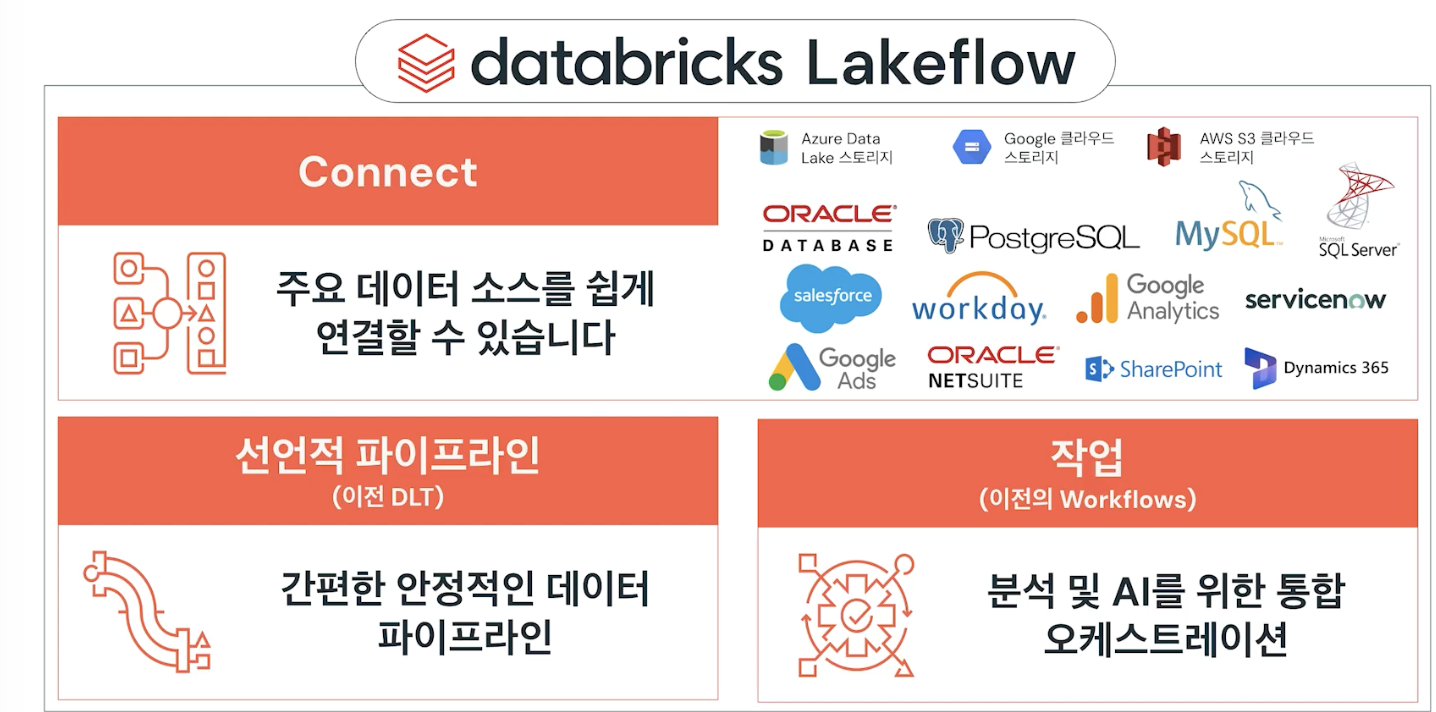 databricks Lakeflow
Connect
주요 데이터 소스를 쉽게
연결할 수 있습니다
Azure Data
Lake 스토리지
Google 클라우드
스토리지
AWS S3 클라우드
스토리지
ORACLE
DATABASE
PostgreSQL
MySQL
Microsoft
SQL Server
salesforce
workday
Google
Analytics
servicenow
Google
Ads
ORACLE
NETSUITE
S
SharePoint
Dynamics 365
선언적 파이프라인
(이전 DLT)
간편한 안정적인 데이터
파이프라인
작업
(이전의 Workflows)
분석 및 AI를 위한 통합
오케스트레이션